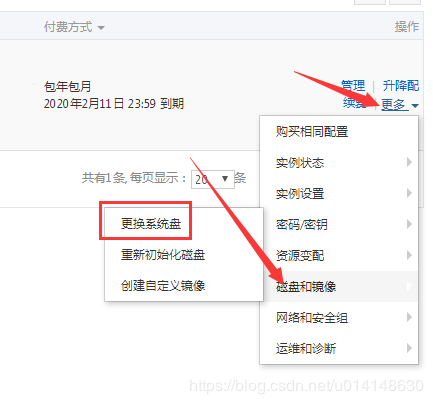 付费方式
操作
包年包月
2020年2月11日 23:59 到期
管理 | 升降配
续费 | 更多
购买相同配置
实例状态
共有1条, 每页显示：20 条
实例设置
更换系统盘
密码/密钥
重新初始化磁盘
资源变配
创建自定义镜像
磁盘和镜像
网络和安全组
运维和诊断
https://blog.csdn.net/u014148630